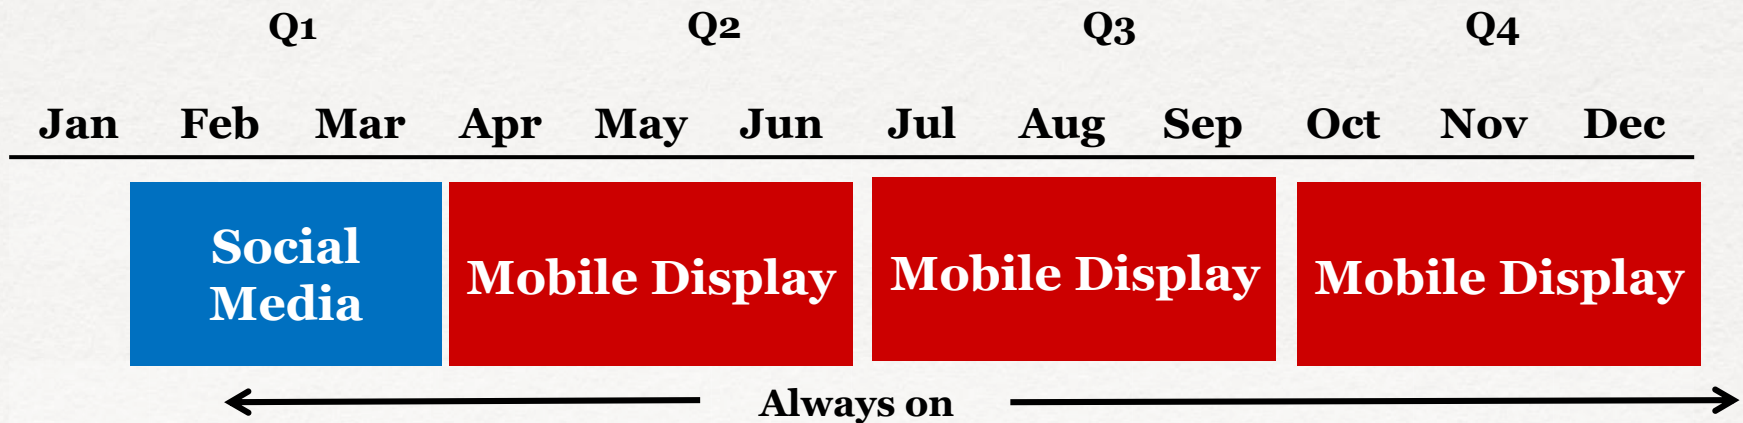 Q1 Q2 Q3 Q4
Jan Feb Mar Apr May Jun Jul Aug Sep Oct Nov Dec
Social
Media
Mobile Display
Mobile Display
Mobile Display
Always on